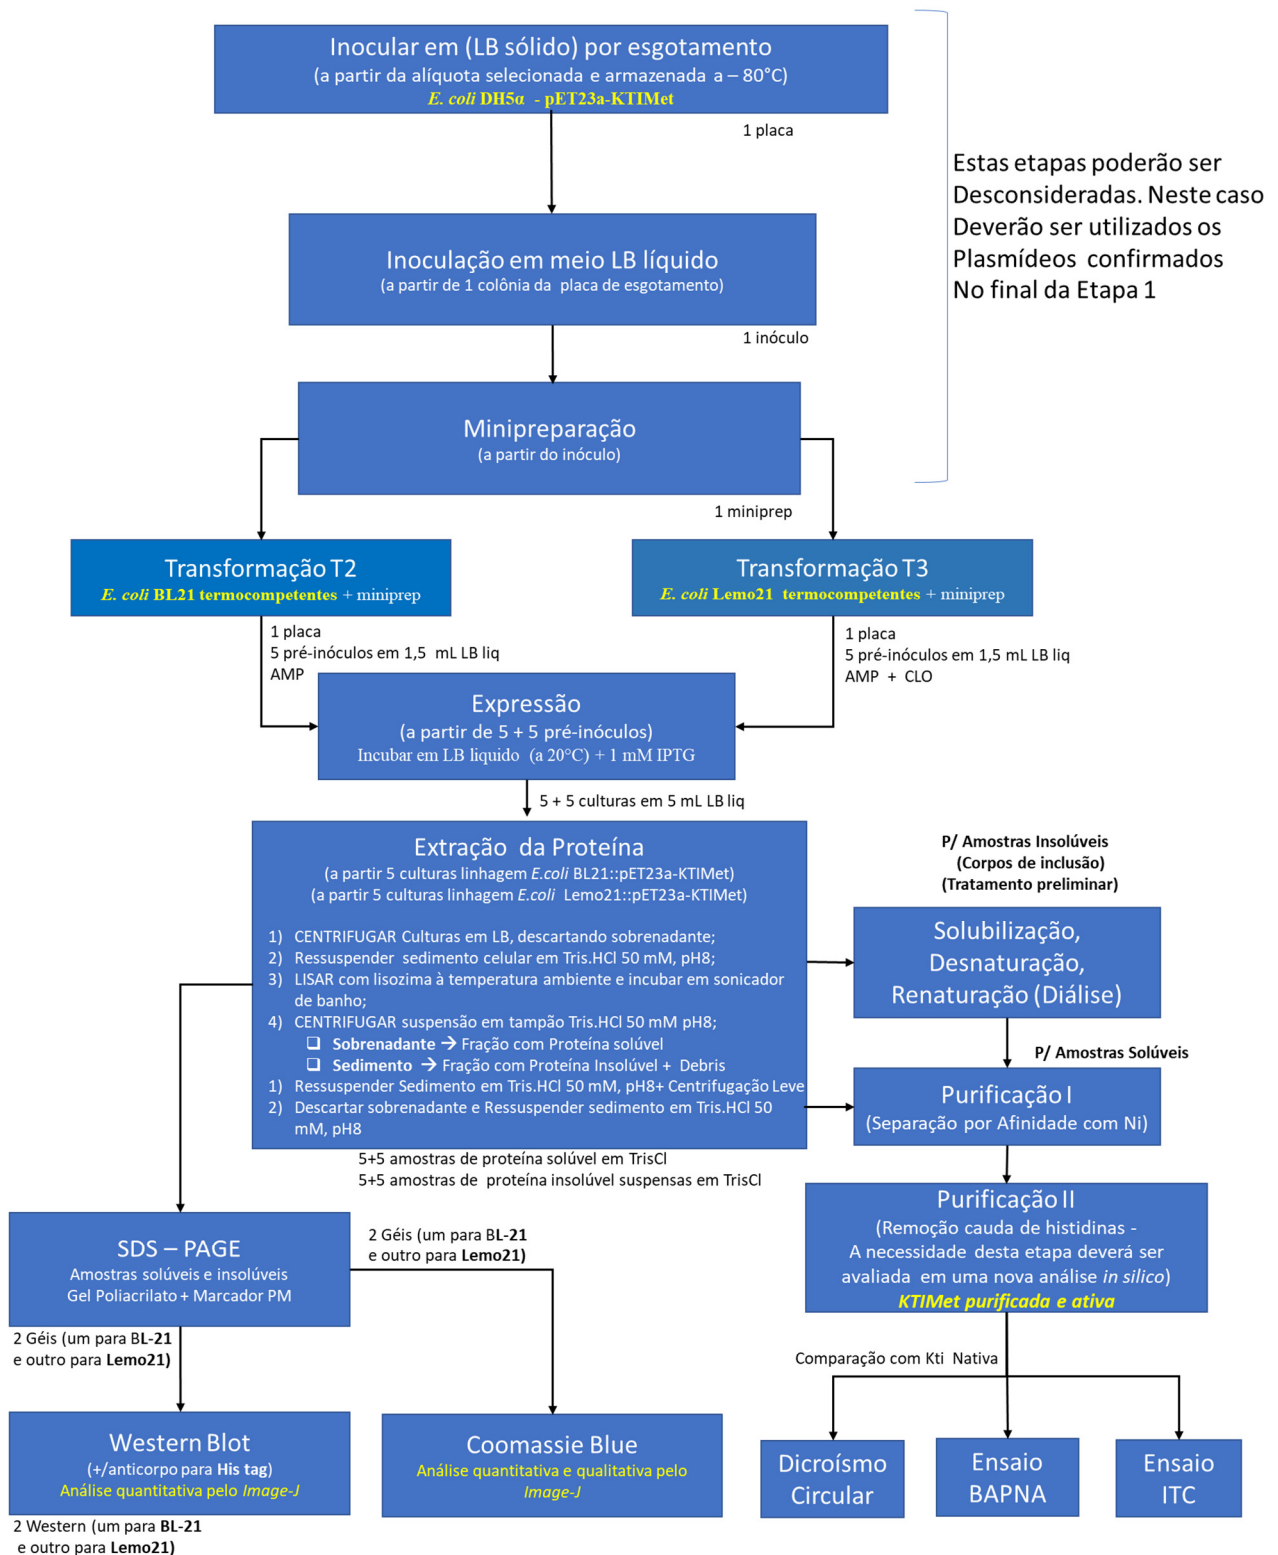 Inocular em (LB sólido) por esgotamento
(a partir da alíquota selecionada e armazenada a – 80°C)
E. coli DH5α - pET23a-KTIMet
1 placa
Estas etapas poderão ser
Desconsideradas. Neste caso
Deverão ser utilizados os
Plasmídeos confirmados
No final da Etapa 1
Inoculação em meio LB líquido
(a partir de 1 colônia da placa de esgotamento)
1 inóculo
Minipreparação
(a partir do inóculo)
1 miniprep
Transformação T2
E. coli BL21 termocompetentes + miniprep
Transformação T3
E. coli Lemo21 termocompetentes + miniprep
1 placa
5 pré-inóculos em 1,5 mL LB liq
AMP
1 placa
5 pré-inóculos em 1,5 mL LB liq
AMP + CLO
Expressão
(a partir de 5 + 5 pré-inóculos)
Incubar em LB liquido (a 20°C) + 1 mM IPTG
5 + 5 culturas em 5 mL LB liq
Extração da Proteína
(a partir 5 culturas linhagem E.coli BL21::pET23a-KTIMet)
(a partir 5 culturas linhagem E.coli Lemo21::pET23a-KTIMet)
1) CENTRIFUGAR Culturas em LB, descartando sobrenadante;
2) Ressuspender sedimento celular em Tris.HCl 50 mM, pH8;
3) LISAR com lisozima à temperatura ambiente e incubar em sonicador
de banho;
4) CENTRIFUGAR suspensão em tampão Tris.HCl 50 mM pH8;
❑ Sobrenadante → Fração com Proteína solúvel
❑ Sedimento → Fração com Proteína Insolúvel + Debris
1) Ressuspender Sedimento em Tris.HCl 50 mM, pH8+ Centrifugação Leve
2) Descartar sobrenadante e Ressuspender sedimento em Tris.HCl 50
mM, pH8
5+5 amostras de proteína solúvel em TrisCl
5+5 amostras de proteína insolúvel suspensas em TrisCl
P/ Amostras Insolúveis
(Corpos de inclusão)
(Tratamento preliminar)
Solubilização,
Desnaturação,
Renaturação (Diálise)
P/ Amostras Solúveis
Purificação I
(Separação por Afinidade com Ni)
Purificação II
(Remoção cauda de histidinas -
A necessidade desta etapa deverá ser
avaliada em uma nova análise in silico)
KTIMet purificada e ativa
SDS – PAGE
Amostras solúveis e insolúveis
Gel Poliacrilato + Marcador PM
2 Géis (um para BL-21
e outro para Lemo21)
2 Géis (um para BL-21
e outro para Lemo21)
Comparação com Kti Nativa
Western Blot
(+/anticorpo para His tag)
Análise quantitativa pelo Image-J
2 Western (um para BL-21
e outro para Lemo21)
Coomassie Blue
Análise quantitativa e qualitativa pelo
Image-J
Dicroísmo
Circular
Ensaio
BAPNA
Ensaio
ITC